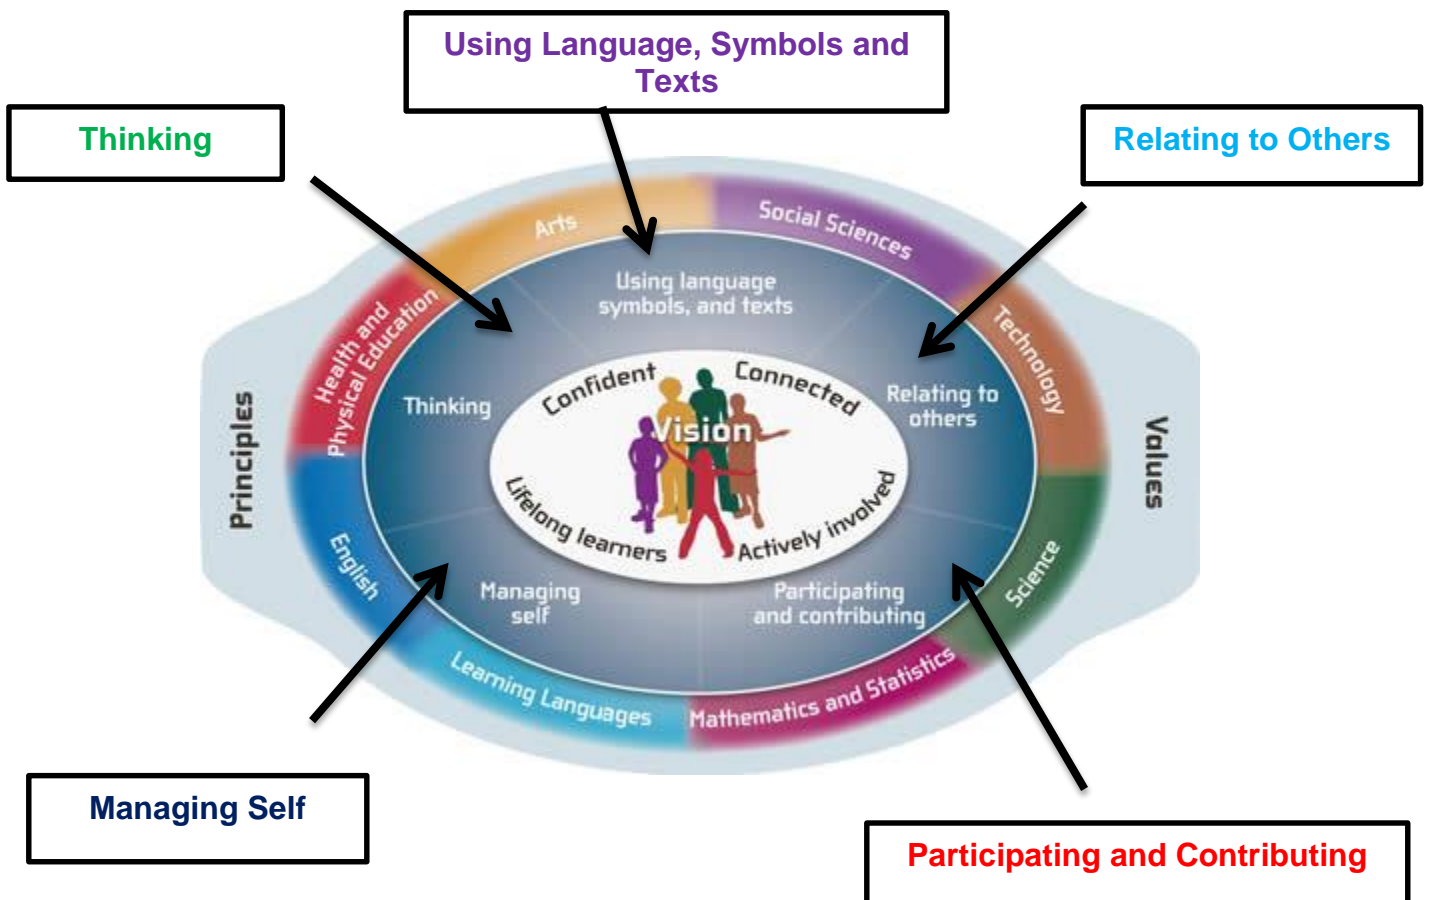 Using Language, Symbols and
Texts
Thinking
Relating to Others
Arts
Social Sciences
Health and
Physical Education
Technology
Using language
symbols, and texts
Thinking
Confident
Connected
Relating to
others
Vision
Principles
Values
Lifelong learners
Actively involved
English
Science
Managing
self
Participating
and contributing
Learning Languages
Mathematics and Statistics
Managing Self
Participating and Contributing